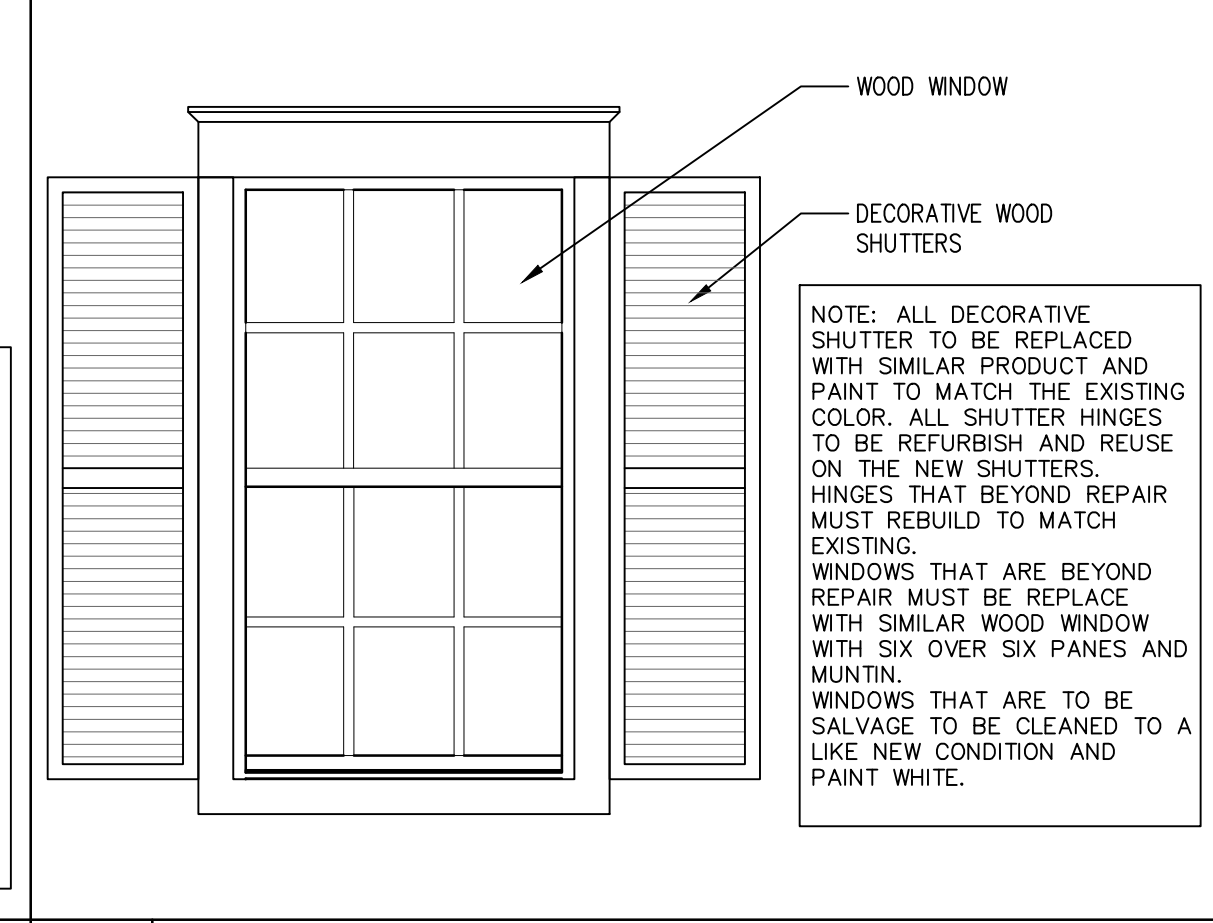 WOOD WINDOW
DECORATIVE WOOD
SHUTTERS
NOTE: ALL DECORATIVE
SHUTTER TO BE REPLACED
WITH SIMILAR PRODUCT AND
PAINT TO MATCH THE EXISTING
COLOR. ALL SHUTTER HINGES
TO BE REFURBISH AND REUSE
ON THE NEW SHUTTERS.
HINGES THAT BEYOND REPAIR
MUST REBUILD TO MATCH
EXISTING.
WINDOWS THAT ARE BEYOND
REPAIR MUST BE REPLACE
WITH SIMILAR WOOD WINDOW
WITH SIX OVER SIX PANES AND
MUNTIN.
WINDOWS THAT ARE TO BE
SALVAGE TO BE CLEANED TO A
LIKE NEW CONDITION AND
PAINT WHITE.